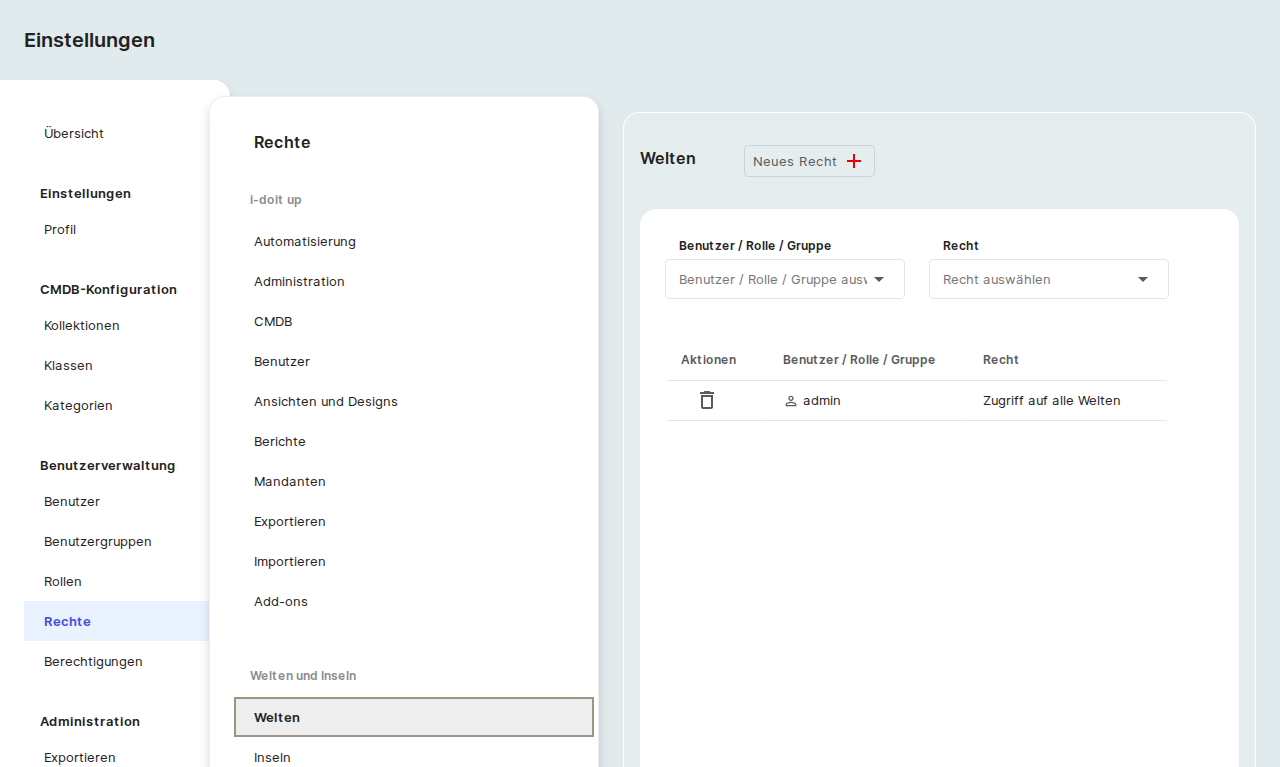 Einstellungen
Übersicht
Einstellungen
Profil
CMDB-Konfiguration
Kollektionen
Klassen
Kategorien
Benutzerverwaltung
Benutzer
Benutzergruppen
Rollen
Rechte
Berechtigungen
Administration
Exportieren
Rechte
i-doit up
Automatisierung
Administration
CMDB
Benutzer
Ansichten und Designs
Berichte
Mandanten
Exportieren
Importieren
Add-ons
Welten und Inseln
Welten
Inseln
Welten
Neues Recht
Benutzer / Rolle / Gruppe
Recht
Benutzer / Rolle / Gruppe ausw
Recht auswählen
Aktionen
Benutzer / Rolle / Gruppe
Recht
admin
Zugriff auf alle Welten